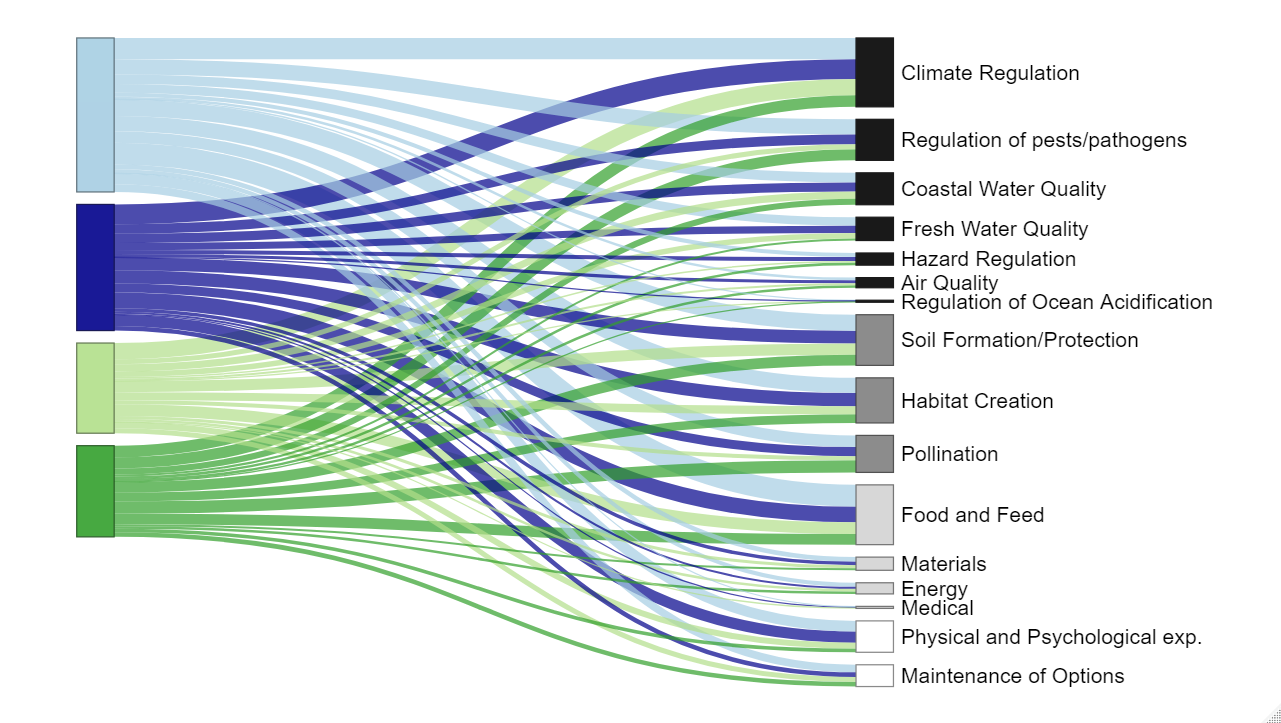 Climate Regulation
Regulation of pests/pathogens
Coastal Water Quality
Fresh Water Quality
Hazard Regulation
Air Quality
Regulation of Ocean Acidification
Soil Formation/Protection
Habitat Creation
Pollination
Food and Feed
Materials
Energy
Medical
Physical and Psychological exp.
Maintenance of Options